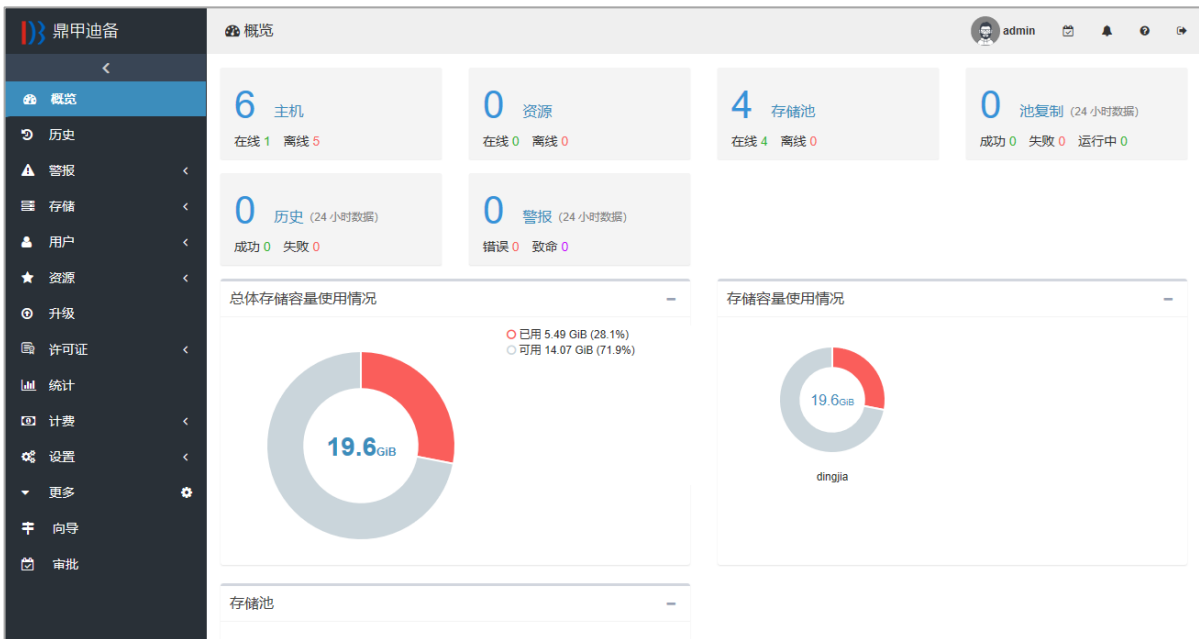 鼎甲迪备
概览
admin
概览
历史
警报
存储
用户
资源
升级
许可证
统计
计费
设置
更多
向导
审批
6 主机
在线 1 离线 5
0 资源
在线 0 离线 0
4 存储池
在线 4 离线 0
0 池复制 (24 小时数据)
成功 0 失败 0 运行中 0
0 历史 (24 小时数据)
成功 0 失败 0
0 警报 (24 小时数据)
错误 0 致命 0
总体存储容量使用情况
已用 5.49 GiB (28.1%)
可用 14.07 GiB (71.9%)
19.6GiB
存储容量使用情况
19.6GiB
dingjia
存储池